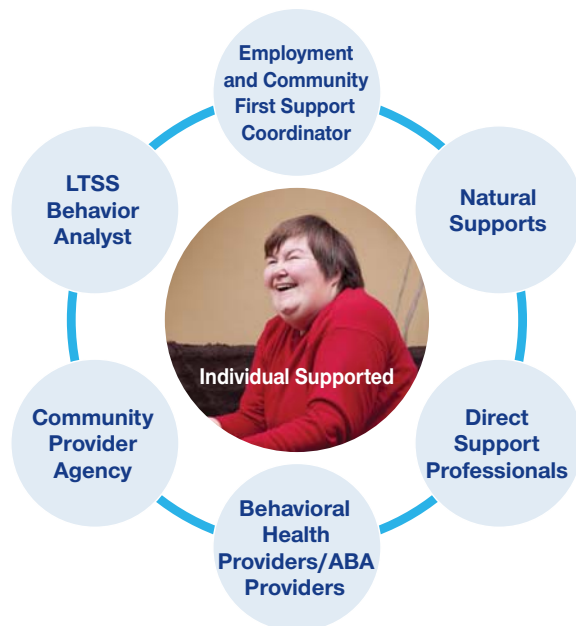 Employment
and Community
First Support
Coordinator
LTSS
Behavior
Analyst
Natural
Supports
Individual Supported
Community
Provider
Agency
Direct
Support
Professionals
Behavioral
Health
Providers/ABA
Providers